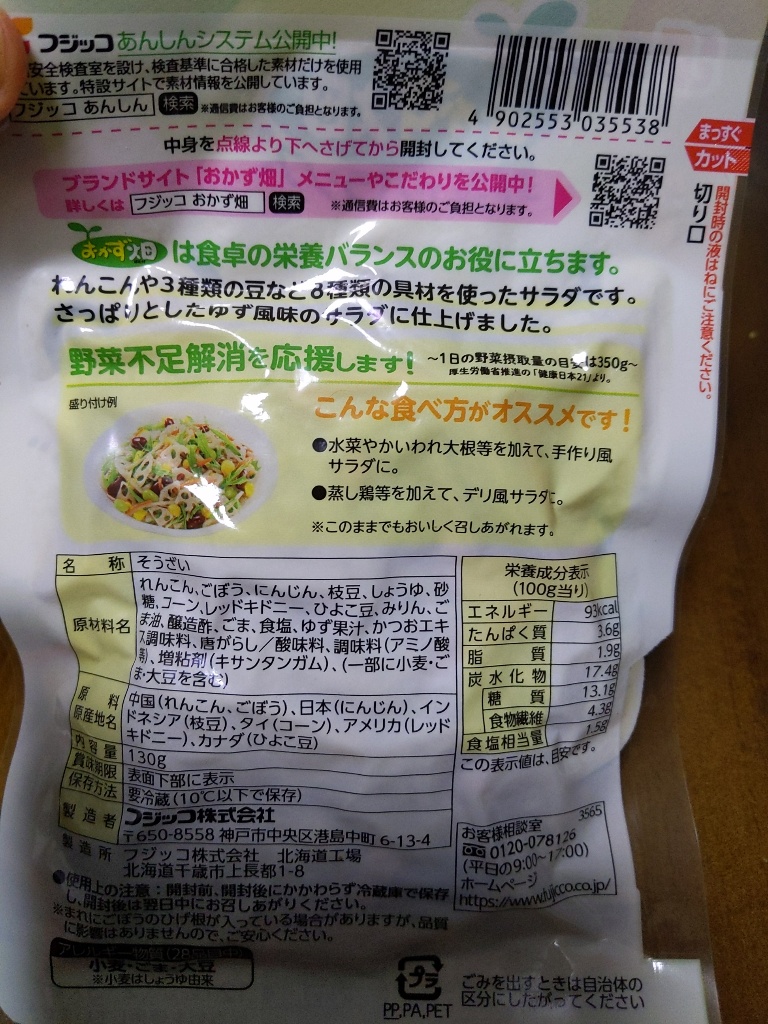 フジッコ あんしんシステム公開中!
安全検査室を設け、検査基準に合格した素材だけを使用
います。特設サイトで素材情報を公開しています。
フジッコ あんしん 検索 ※通信費はお客様のご負担となります。
4 902553 035538
中身を点線より下へさげてから開封してください。
まっすぐ
カット
切り口
開封時の液はねにご注意ください。
ブランドサイト「おかず畑」メニューやこだわりを公開中!
詳しくは フジッコ おかず畑 検索 ※通信費はお客様のご負担となります。
おかず畑 は食卓の栄養バランスのお役に立ちます。
れんこんや3種類の豆など8種類の具材を使ったサラダです。
さっぱりとしたゆず風味のサラダに仕上げました。
野菜不足解消を応援します! ~1日の野菜摂取量の目安は350g~
厚生労働省推進の「健康日本21」より。
盛り付け例
こんな食べ方がオススメです!
●水菜やかいわれ大根等を加えて、手作り風
サラダに。
●蒸し鶏等を加えて、デリ風サラダに。
※このままでもおいしく召しあがれます。
名称 そうざい
原材料名 れんこん、ごぼう、にんじん、枝豆、しょうゆ、砂
糖、コーン、レッドキドニー、ひよこ豆、みりん、ご
ま油、醸造酢、ごま、食塩、ゆず果汁、かつおエキ
ス調味料、唐がらし/酸味料、調味料(アミノ酸
等)、増粘剤(キサンタンガム)、(一部に小麦・ご
ま・大豆を含む)
原料原産地名 中国(れんこん、ごぼう)、日本(にんじん)、イン
ドネシア(枝豆)、タイ(コーン)、アメリカ(レッド
キドニー)、カナダ(ひよこ豆)
内容量 130g
賞味期限 表面下部に表示
保存方法 要冷蔵(10℃以下で保存)
製造者 フジッコ株式会社
〒650-8558 神戸市中央区港島中町 6-13-4
製造所 フジッコ株式会社 北海道工場
北海道千歳市上長都1-8
栄養成分表示
(100g当り)
エネルギー 93kcal
たんぱく質 3.6g
脂質 1.9g
炭水化物 17.4g
糖質 13.1g
食物繊維 4.3g
食塩相当量 1.5g
この表示値は、目安です。
3565
お客様相談室
0120-078126
(平日の9:00~17:00)
ホームページ
https://www.fujicco.co.jp/
●使用上の注意:開封前、開封後にかかわらず冷蔵庫で保存
し、開封後は翌日中にお召しあがりください。
※まれにごぼうのひげ根が入っている場合がありますが、品質
に影響はありませんので、ご安心ください。
小麦・ごま・大豆
※小麦はしょうゆ由来
プラ
PP,PA,PET
ごみを出すときは自治体の
区分にしたがってください